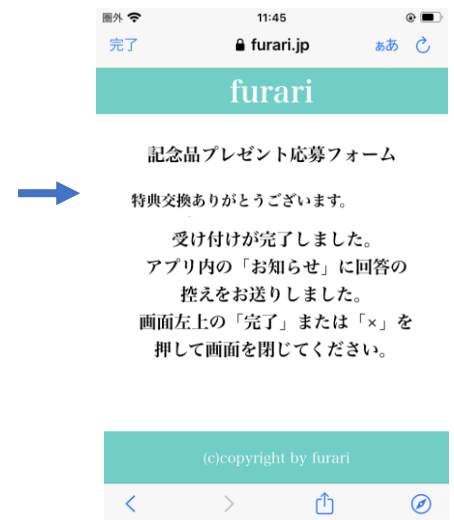 圏外 11:45
完了 furari.jp ぁあ
furari
記念品プレゼント応募フォーム
特典交換ありがとうございます。
受け付けが完了しました。
アプリ内の「お知らせ」に回答の
控えをお送りしました。
画面左上の「完了」または「×」を
押して画面を閉じてください。
(c)copyright by furari